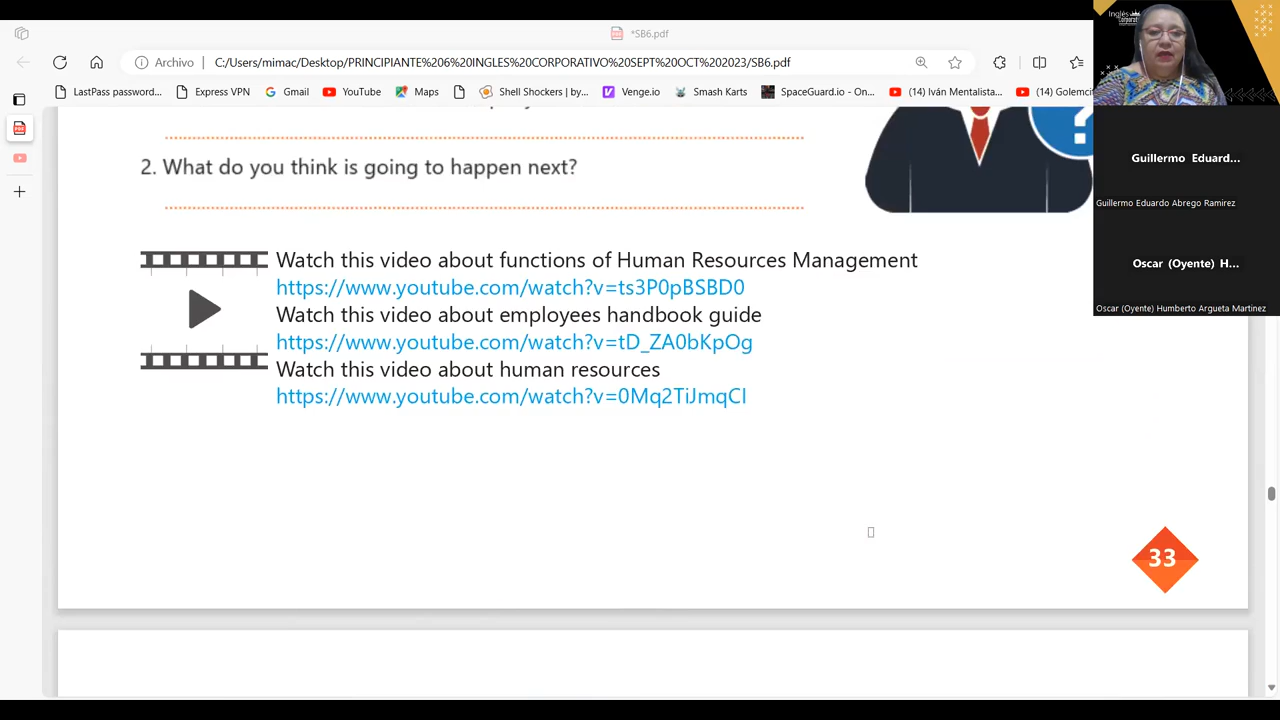 *SB6.pdf
Archivo
C:/Users/mimac/Desktop/PRINCIPIANTE%206%20INGLES%20CORPORATIVO%20SEPT%20OCT%202023/SB6.pdf
LastPass password...
Express VPN
Gmail
YouTube
Maps
Shell Shockers | by...
Venge.io
Smash Karts
SpaceGuard.io - On...
(14) Iván Mentalista...
(14) Golemcit
Inglés
Corporativo
2. What do you think is going to happen next?
?
Watch this video about functions of Human Resources Management
https://www.youtube.com/watch?v=ts3P0pBSBD0
Watch this video about employees handbook guide
https://www.youtube.com/watch?v=tD_ZA0bKpOg
Watch this video about human resources
https://www.youtube.com/watch?v=0Mq2TiJmqCI
33
Guillermo Eduard...
Guillermo Eduardo Abrego Ramirez
Oscar (Oyente) H...
Oscar (Oyente) Humberto Argueta Martinez